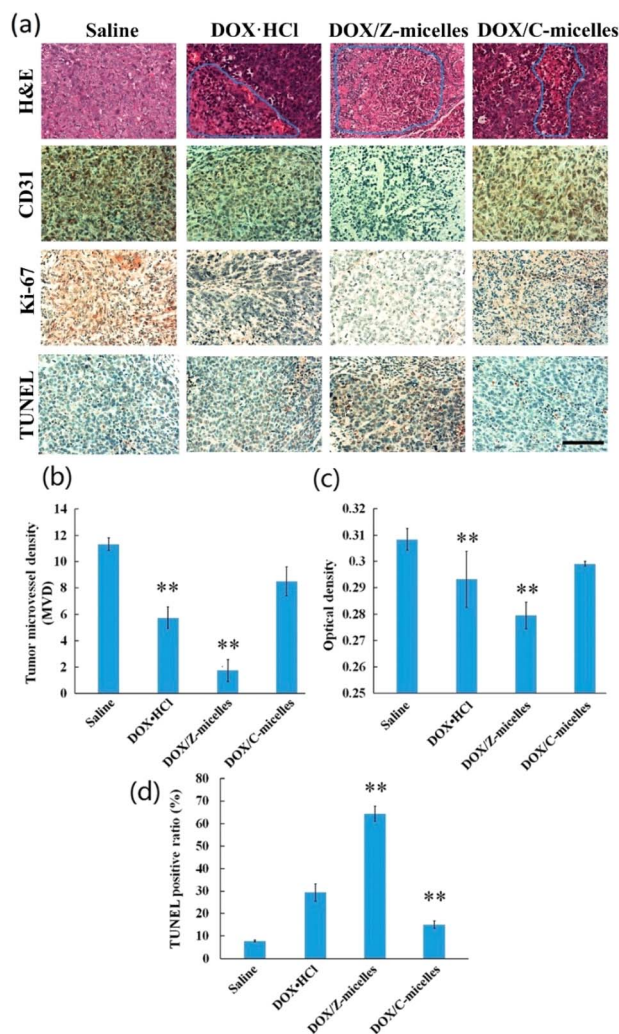 (a)
Saline DOX·HCl DOX/Z-micelles DOX/C-micelles
H&E
CD31
Ki-67
TUNEL
(b)
Tumor microvessel density
(MVD)
14
12
10
8
6
4
2
0
**
**
Saline
DOX•HCl
DOX/Z-micelles
DOX/C-micelles
(c)
Optical density
0.32
0.31
0.3
0.29
0.28
0.27
0.26
0.25
**
**
Saline
DOX•HCl
DOX/Z-micelles
DOX/C-micelles
(d)
TUNEL positive ratio (%)
80
70
60
50
40
30
20
10
0
**
**
Saline
DOX•HCl
DOX/Z-micelles
DOX/C-micelles